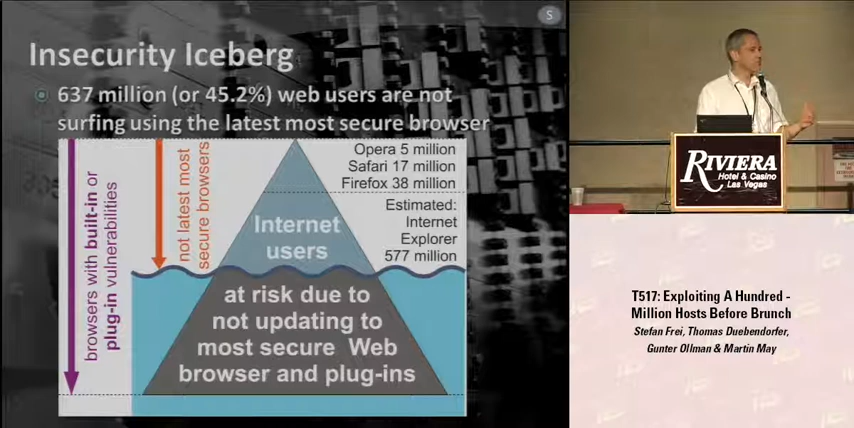 S
Insecurity Iceberg
637 million (or 45.2%) web users are not
surfing using the latest most secure browser
browsers with built-in or
plug-in vulnerabilities
not latest most
secure browsers
Opera 5 million
Safari 17 million
Firefox 38 million
Estimated:
Internet
Explorer
577 million
Internet
users
at risk due to
not updating to
most secure Web
browser and plug-ins
RIVIERA
Hotel & Casino
Las Vegas
T517: Exploiting A Hundred -
Million Hosts Before Brunch
Stefan Frei, Thomas Duebendorfer,
Gunter Ollman & Martin May